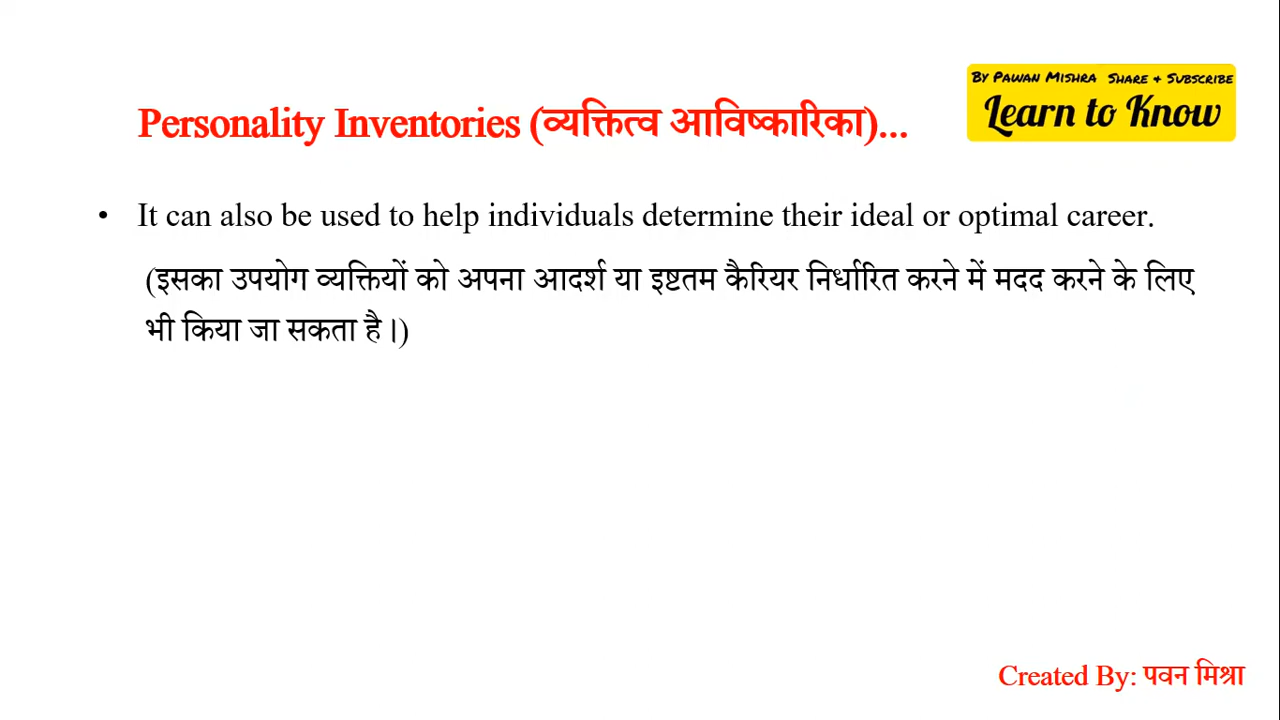 By Pawan Mishra Share & Subscribe
Learn to Know
Personality Inventories (व्यक्तित्व आविष्कारिका)...
• It can also be used to help individuals determine their ideal or optimal career.
(इसका उपयोग व्यक्तियों को अपना आदर्श या इष्टतम कैरियर निर्धारित करने में मदद करने के लिए
भी किया जा सकता है।)
Created By: पवन मिश्रा